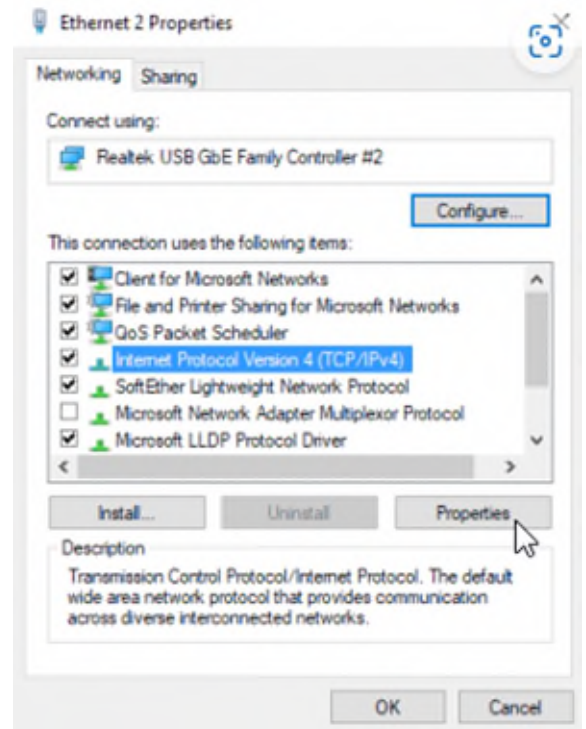 Ethernet 2 Properties
Networking
Sharing
Connect using:
Realtek USB GbE Family Controller #2
Configure...
This connection uses the following items:
Client for Microsoft Networks
File and Printer Sharing for Microsoft Networks
QoS Packet Scheduler
Internet Protocol Version 4 (TCP/IPv4)
SoftEther Lightweight Network Protocol
Microsoft Network Adapter Multiplexor Protocol
Microsoft LLDP Protocol Driver
Install...
Uninstall
Properties
Description
Transmission Control Protocol/Internet Protocol. The default
wide area network protocol that provides communication
across diverse interconnected networks.
OK
Cancel